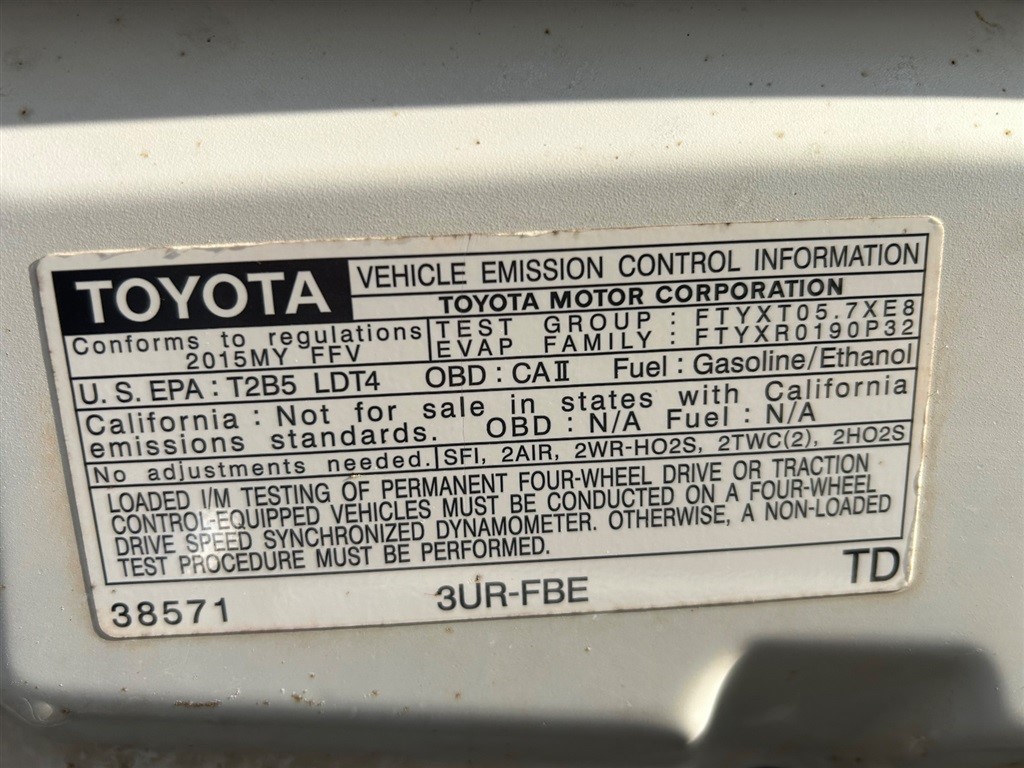 TOYOTA VEHICLE EMISSION CONTROL INFORMATION
TOYOTA MOTOR CORPORATION
Conforms to regulations
2015MY FFV
TEST GROUP : FTYXT05.7XE8
EVAP FAMILY : FTYXR0190P32
U.S. EPA : T2B5 LDT4 OBD : CAⅡ Fuel : Gasoline/Ethanol
California : Not for sale in states with California
emissions standards. OBD : N/A Fuel : N/A
No adjustments needed. SFI, 2AIR, 2WR-HO2S, 2TWC(2), 2HO2S
LOADED I/M TESTING OF PERMANENT FOUR-WHEEL DRIVE OR TRACTION
CONTROL-EQUIPPED VEHICLES MUST BE CONDUCTED ON A FOUR-WHEEL
DRIVE SPEED SYNCHRONIZED DYNAMOMETER. OTHERWISE, A NON-LOADED
TEST PROCEDURE MUST BE PERFORMED.
38571 3UR-FBE TD